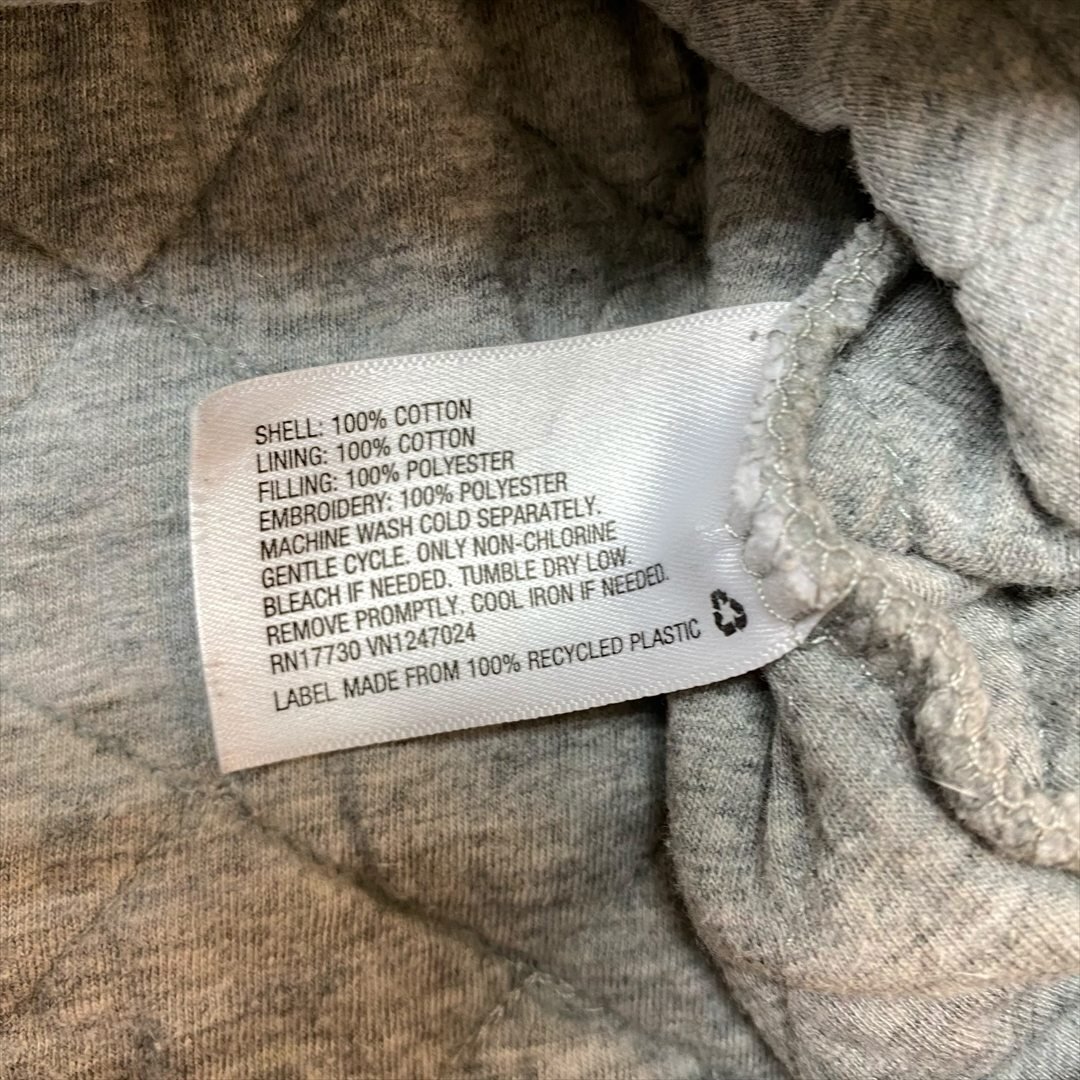 SHELL: 100% COTTON
LINING: 100% COTTON
FILLING: 100% POLYESTER
EMBROIDERY: 100% POLYESTER
MACHINE WASH COLD SEPARATELY.
GENTLE CYCLE. ONLY NON-CHLORINE
BLEACH IF NEEDED. TUMBLE DRY LOW.
REMOVE PROMPTLY. COOL IRON IF NEEDED.
RN17730 VN1247024
LABEL MADE FROM 100% RECYCLED PLASTIC